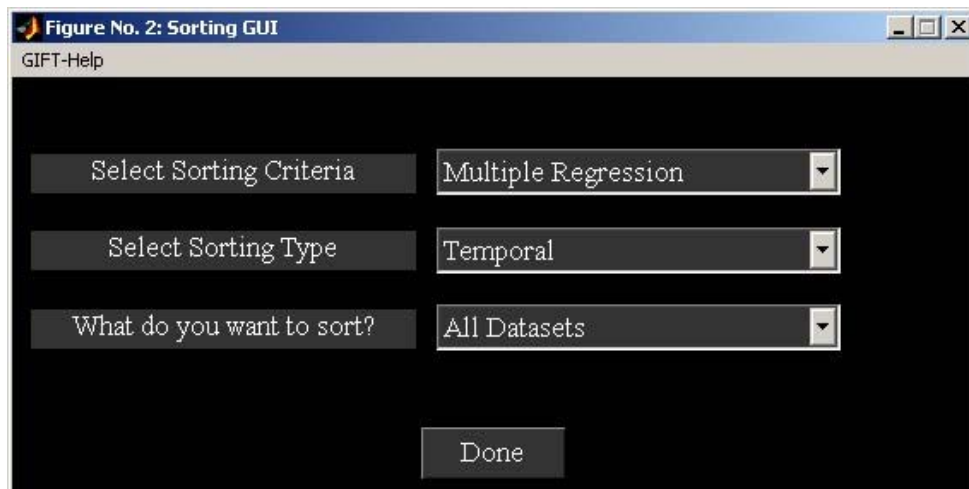 Figure No. 2: Sorting GUI
GIFT-Help
Select Sorting Criteria
Multiple Regression
Select Sorting Type
Temporal
What do you want to sort?
All Datasets
Done